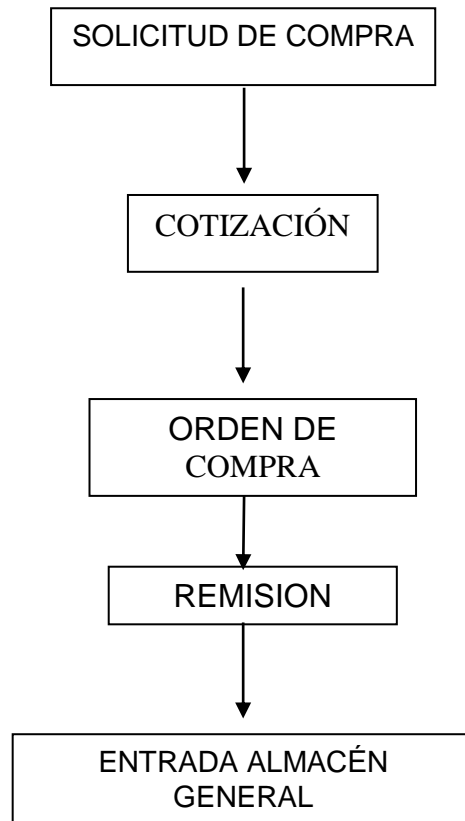 SOLICITUD DE COMPRA
COTIZACIÓN
ORDEN DE
COMPRA
REMISION
ENTRADA ALMACÉN
GENERAL